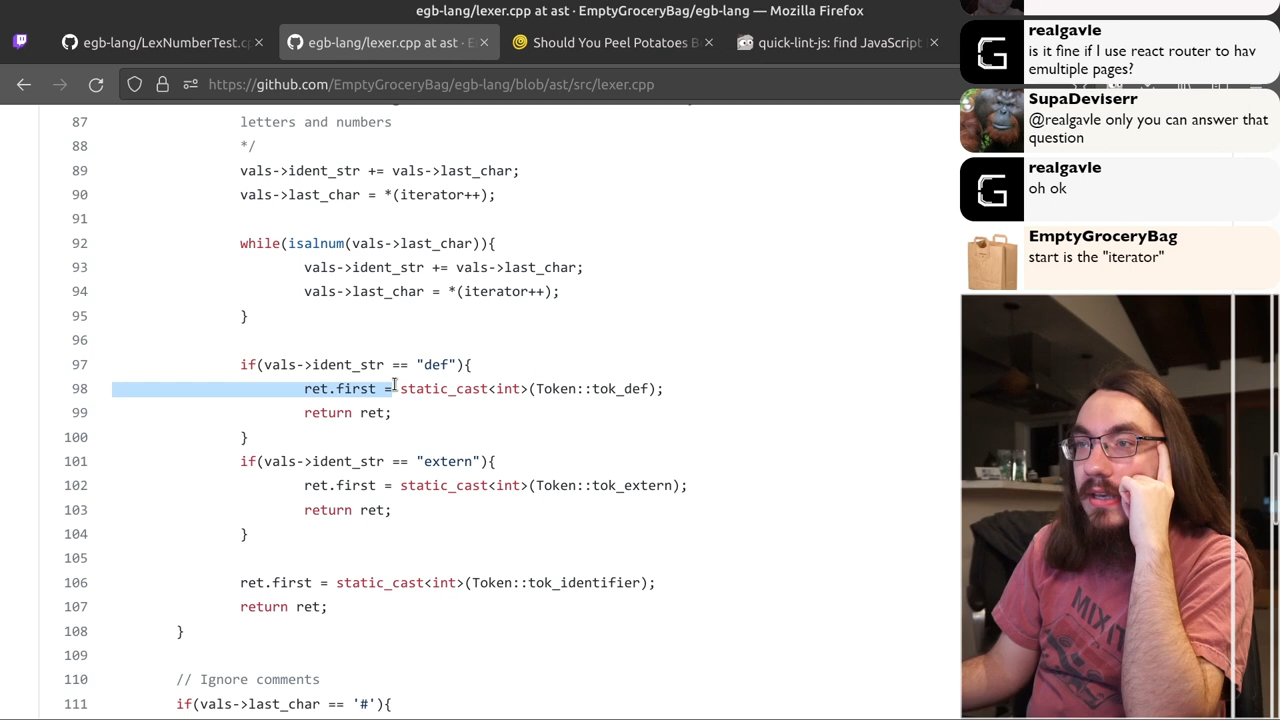 egb-lang/lexer.cpp at ast · EmptyGroceryBag/egb-lang — Mozilla Firefox
egb-lang/LexNumberTest.c
egb-lang/lexer.cpp at ast · E
Should You Peel Potatoes B
quick-lint-js: find JavaScript
https://github.com/EmptyGroceryBag/egb-lang/blob/ast/src/lexer.cpp
87 letters and numbers
88 */
89 vals->ident_str += vals->last_char;
90 vals->last_char = *(iterator++);
91
92 while(isalnum(vals->last_char)){
93 vals->ident_str += vals->last_char;
94 vals->last_char = *(iterator++);
95 }
96
97 if(vals->ident_str == "def"){
98 ret.first = static_cast<int>(Token::tok_def);
99 return ret;
100 }
101 if(vals->ident_str == "extern"){
102 ret.first = static_cast<int>(Token::tok_extern);
103 return ret;
104 }
105
106 ret.first = static_cast<int>(Token::tok_identifier);
107 return ret;
108 }
109
110 // Ignore comments
111 if(vals->last_char == '#'){
realgavle
is it fine if I use react router to hav
emultiple pages?
SupaDeviserr
@realgavle only you can answer that
question
realgavle
oh ok
EmptyGroceryBag
start is the "iterator"
MIXIT